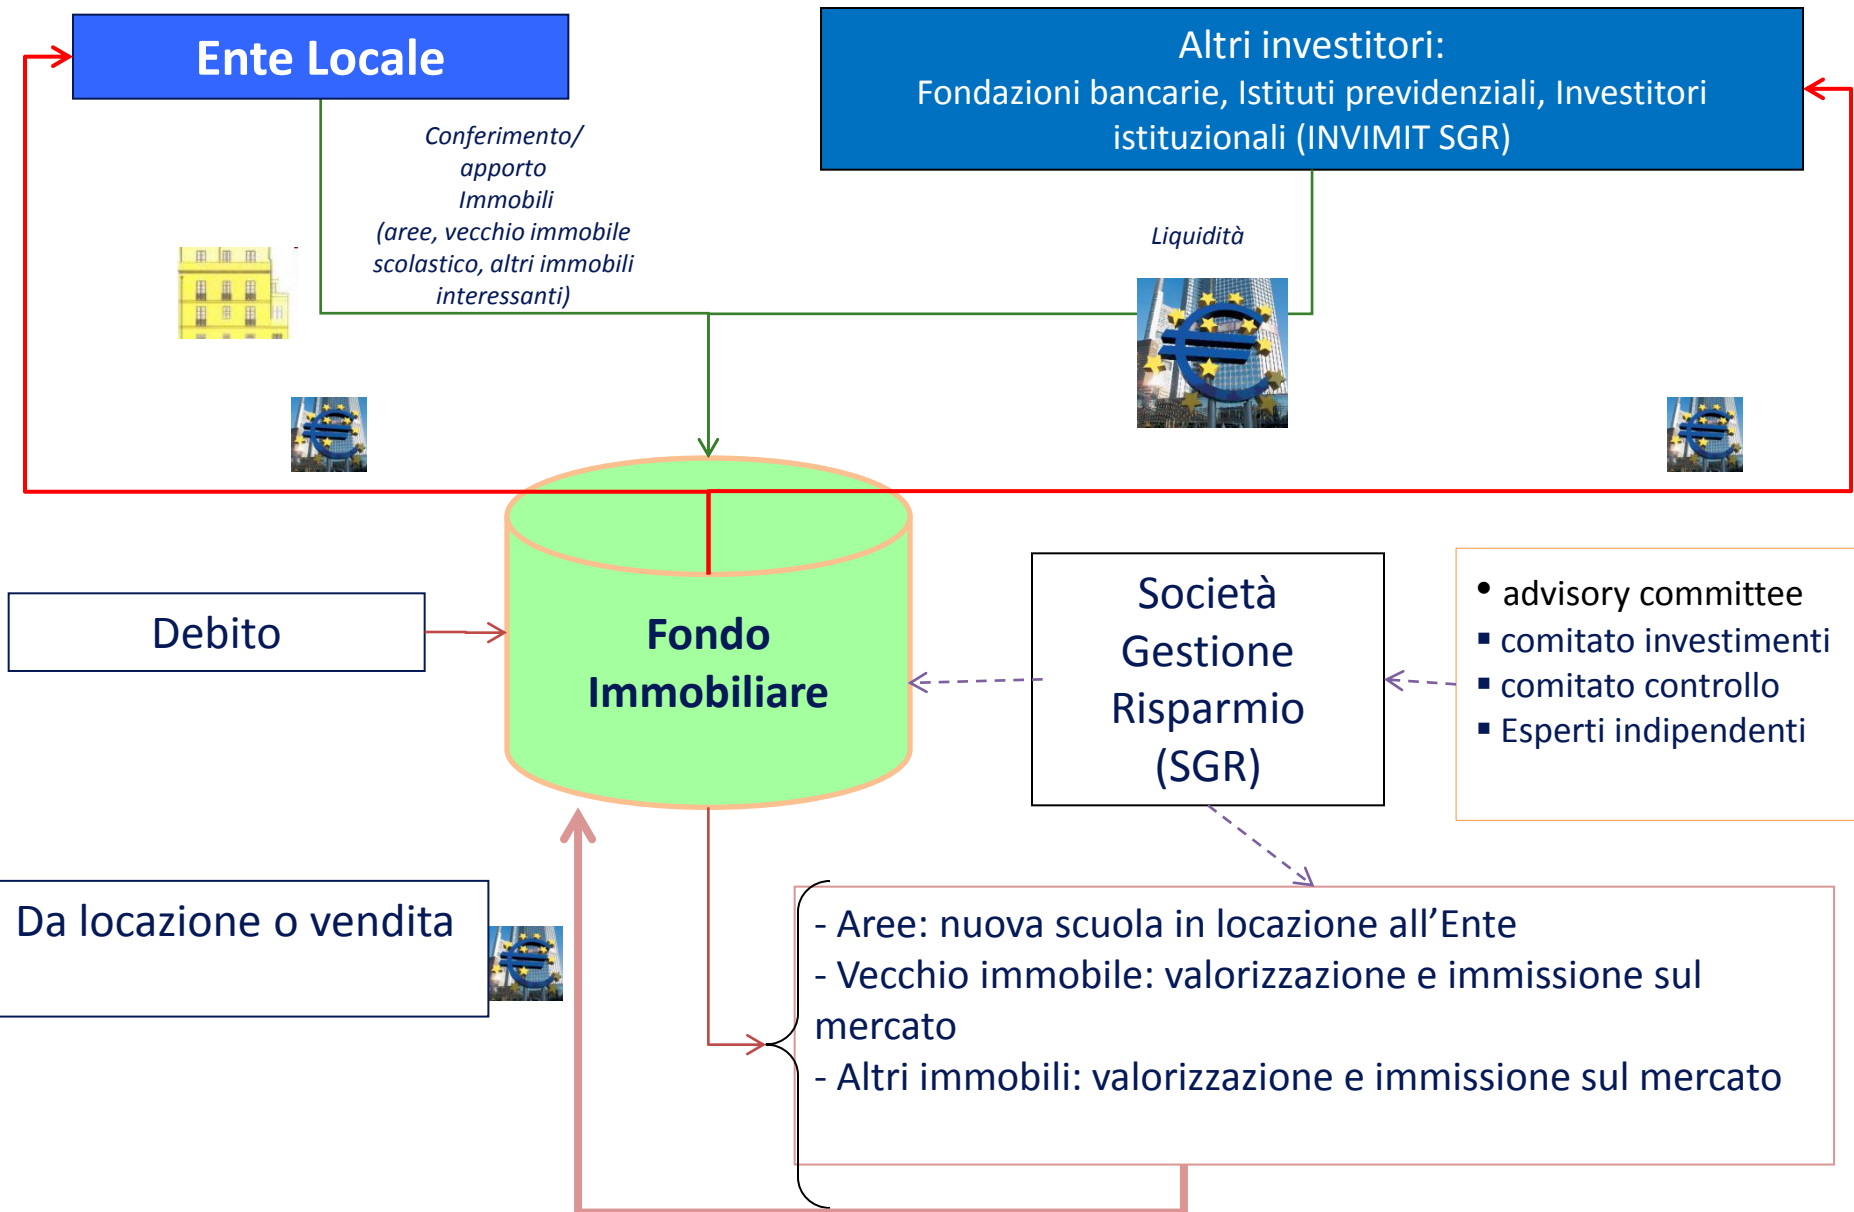 Ente Locale
Altri investitori:
Fondazioni bancarie, Istituti previdenziali, Investitori
istituzionali (INVIMIT SGR)
Conferimento/
apporto
Immobili
(aree, vecchio immobile
scolastico, altri immobili
interessanti)
Liquidità
Debito
Fondo
Immobiliare
Società
Gestione
Risparmio
(SGR)
• advisory committee
▪ comitato investimenti
▪ comitato controllo
▪ Esperti indipendenti
Da locazione o vendita
- Aree: nuova scuola in locazione all’Ente
- Vecchio immobile: valorizzazione e immissione sul
mercato
- Altri immobili: valorizzazione e immissione sul mercato